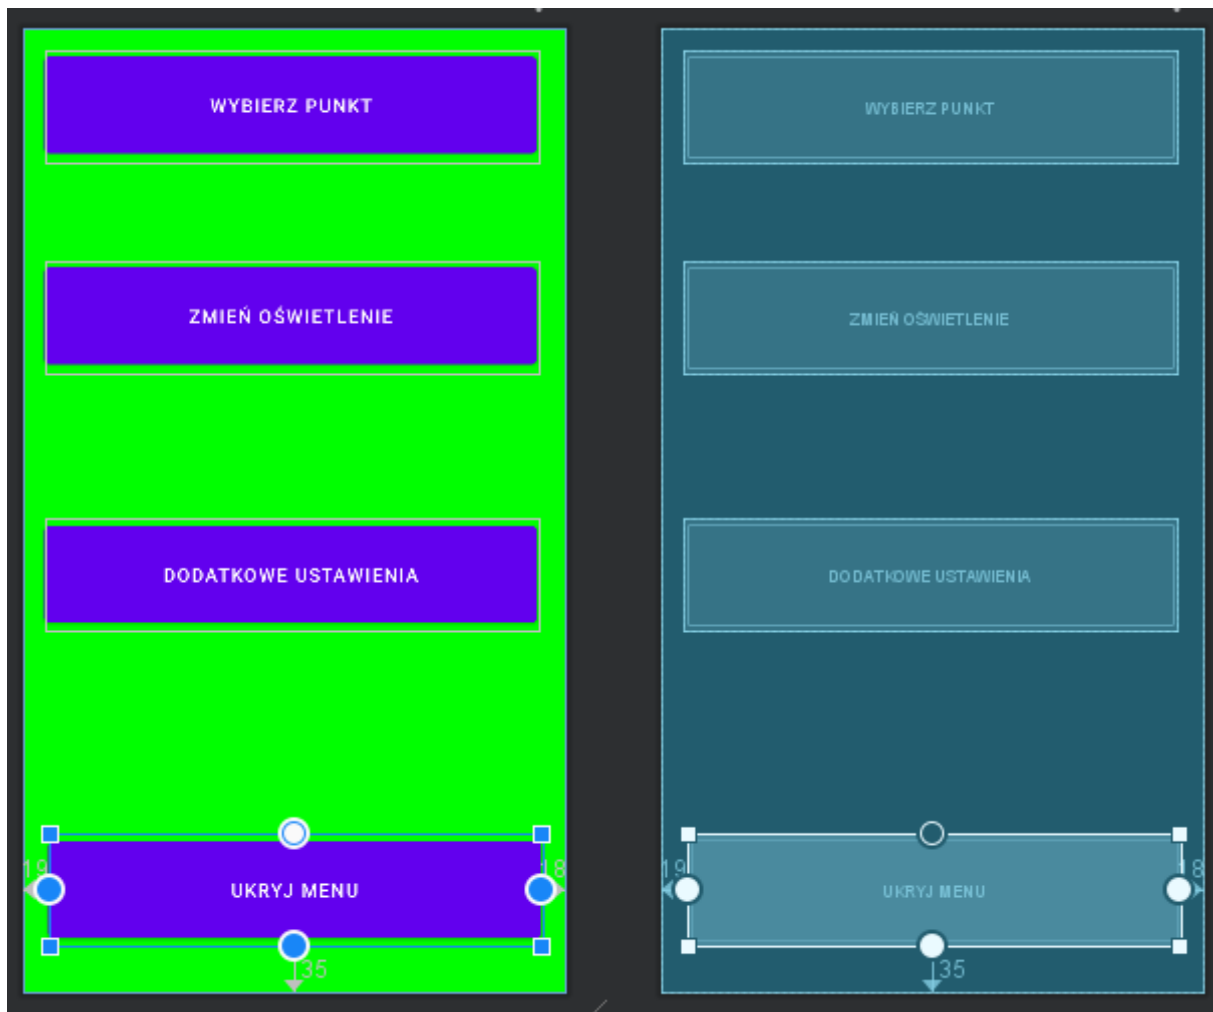 WYBIERZ PUNKT
ZMIEŃ OŚWIETLENIE
DODATKOWE USTAWIENIA
19
18
UKRYJ MENU
35
WYBIERZ PUNKT
ZMIEŃ OŚWIETLENIE
DODATKOWE USTAWIENIA
19
18
UKRYJ MENU
35